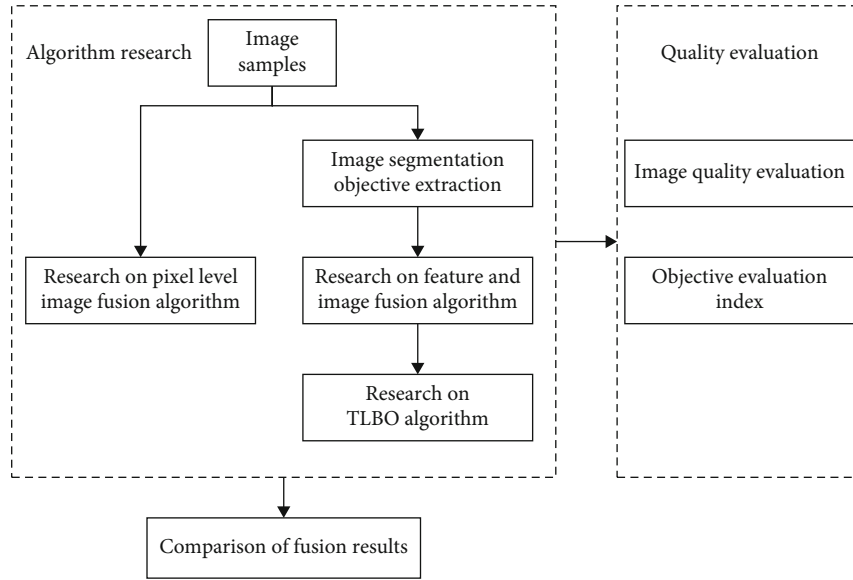 Algorithm research
Image
samples
Image segmentation
objective extraction
Research on pixel level
image fusion algorithm
Research on feature and
image fusion algorithm
Research on
TLBO algorithm
Comparison of fusion results
Quality evaluation
Image quality evaluation
Objective evaluation
index